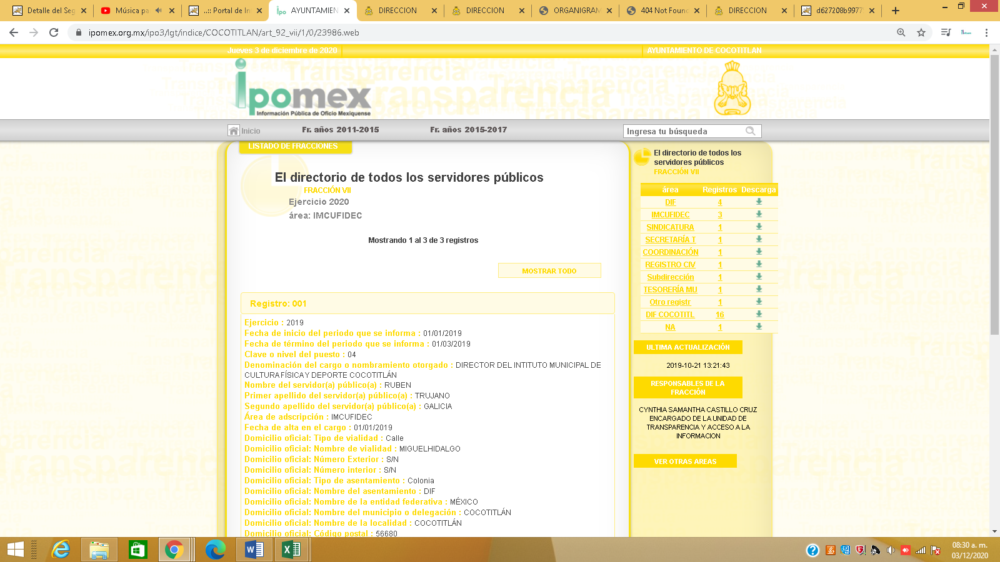 Detalle del Seg
Música pa
..:: Portal de In
AYUNTAMIEN
DIRECCION
DIRECCION
ORGANIGRAM
404 Not Found
DIRECCION
d627208b9977
ipomex.org.mx/ipo3/lgt/indice/COCOTITLAN/art_92_vii/1/0/23986.web
Jueves 3 de diciembre de 2020
AYUNTAMIENTO DE COCOTITLAN
Transparencia
ipomex
Información Pública de Oficio Mexiquense
Inicio
Fr. años 2011-2015
Fr. años 2015-2017
Ingresa tu búsqueda
LISTADO DE FRACCIONES
El directorio de todos los servidores públicos
FRACCIÓN VII
Ejercicio 2020
área: IMCUFIDEC
Mostrando 1 al 3 de 3 registros
MOSTRAR TODO
Registro: 001
Ejercicio : 2019
Fecha de inicio del periodo que se informa : 01/01/2019
Fecha de término del periodo que se informa : 01/03/2019
Clave o nivel del puesto : 04
Denominación del cargo o nombramiento otorgado : DIRECTOR DEL INTITUTO MUNICIPAL DE
CULTURA FÍSICA Y DEPORTE COCOTITLÁN
Nombre del servidor(a) público(a) : RUBEN
Primer apellido del servidor(a) público(a) : TRUJANO
Segundo apellido del servidor(a) público(a) : GALICIA
Área de adscripción : IMCUFIDEC
Fecha de alta en el cargo : 01/01/2019
Domicilio oficial: Tipo de vialidad : Calle
Domicilio oficial: Nombre de vialidad : MIGUELHIDALGO
Domicilio oficial: Número Exterior : S/N
Domicilio oficial: Número interior : S/N
Domicilio oficial: Tipo de asentamiento : Colonia
Domicilio oficial: Nombre del asentamiento : DIF
Domicilio oficial: Nombre de la entidad federativa : MÉXICO
Domicilio oficial: Nombre del municipio o delegación : COCOTITLÁN
Domicilio oficial: Nombre de la localidad : COCOTITLÁN
Domicilio oficial: Código postal : 56680
El directorio de todos los
servidores públicos
FRACCIÓN VII
área Registros Descarga
DIF 4
IMCUFIDEC 3
SINDICATURA 1
SECRETARÍA T 1
COORDINACIÓN 1
REGISTRO CIV 1
Subdirección 1
TESORERÍA MU 1
Otro registr 1
DIF COCOTITL 16
NA 1
ULTIMA ACTUALIZACIÓN
2019-10-21 13:21:43
RESPONSABLES DE LA
FRACCIÓN
CYNTHIA SAMANTHA CASTILLO CRUZ
ENCARGADO DE LA UNIDAD DE
TRANSPARENCIA Y ACCESO A LA
INFORMACION
VER OTRAS AREAS
08:30 a. m.
03/12/2020